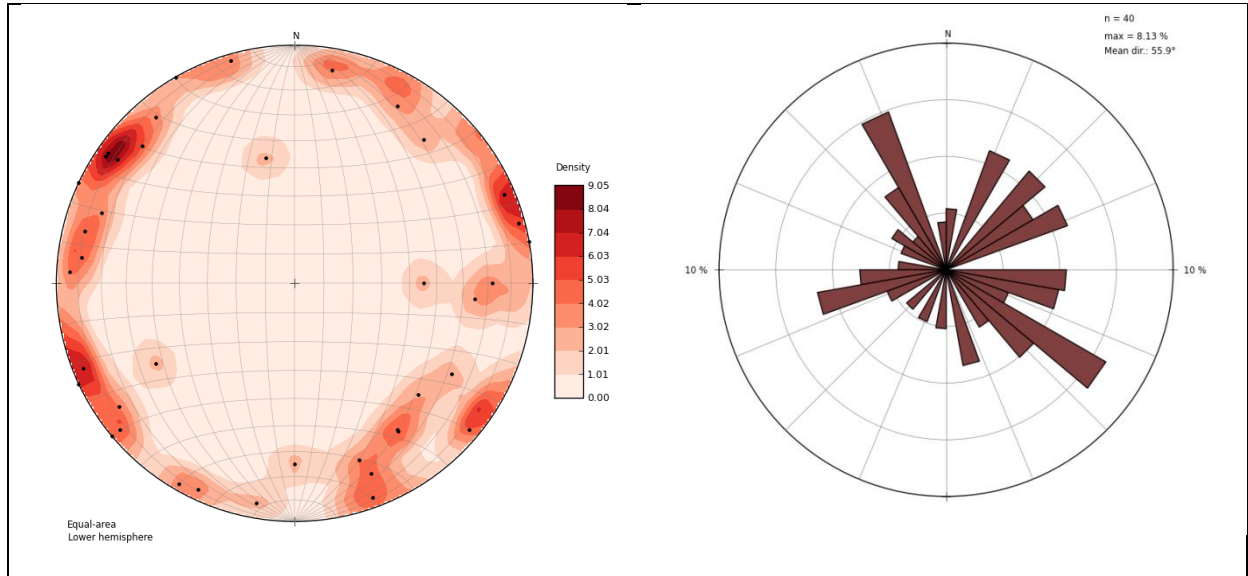 N
Density
9.05
8.04
7.04
6.03
5.03
4.02
3.02
2.01
1.01
0.00
Equal-area
Lower hemisphere
n = 40
max = 8.13 %
Mean dir.: 55.9°
N
10 %
10 %